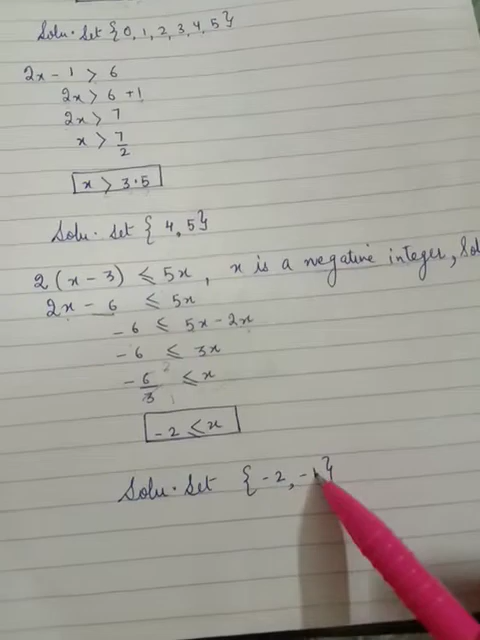 Solu. Set {0, 1, 2, 3, 4, 5}
2x - 1 > 6
2x > 6 + 1
2x > 7
x > 7/2
x > 3.5
Solu. Set {4, 5}
2(x - 3) ≤ 5x, x is a negative integer, Sol
2x - 6 ≤ 5x
-6 ≤ 5x - 2x
-6 ≤ 3x
-6/3 ≤ x
-2 ≤ x
Solu. Set {-2, -1}